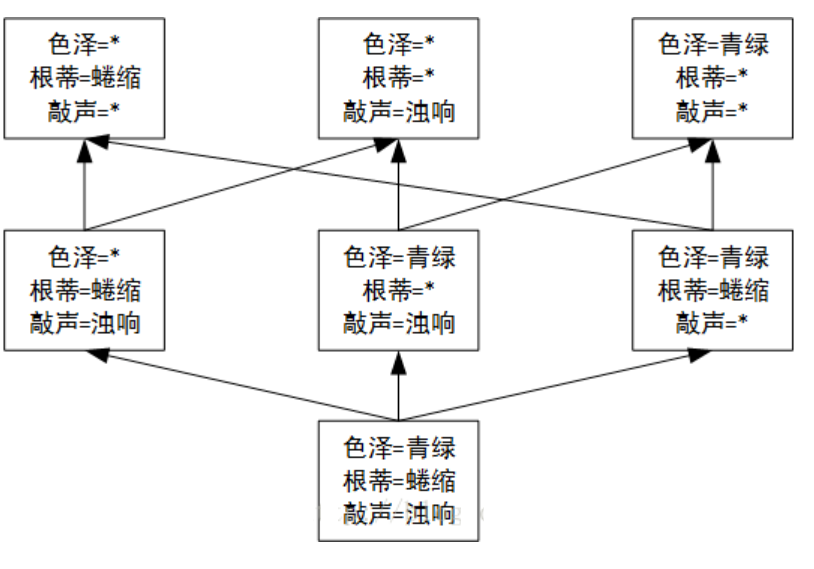 色泽=*
根蒂=蜷缩
敲声=*
色泽=*
根蒂=*
敲声=浊响
色泽=青绿
根蒂=*
敲声=*
色泽=*
根蒂=蜷缩
敲声=浊响
色泽=青绿
根蒂=*
敲声=浊响
色泽=青绿
根蒂=蜷缩
敲声=*
色泽=青绿
根蒂=蜷缩
敲声=浊响